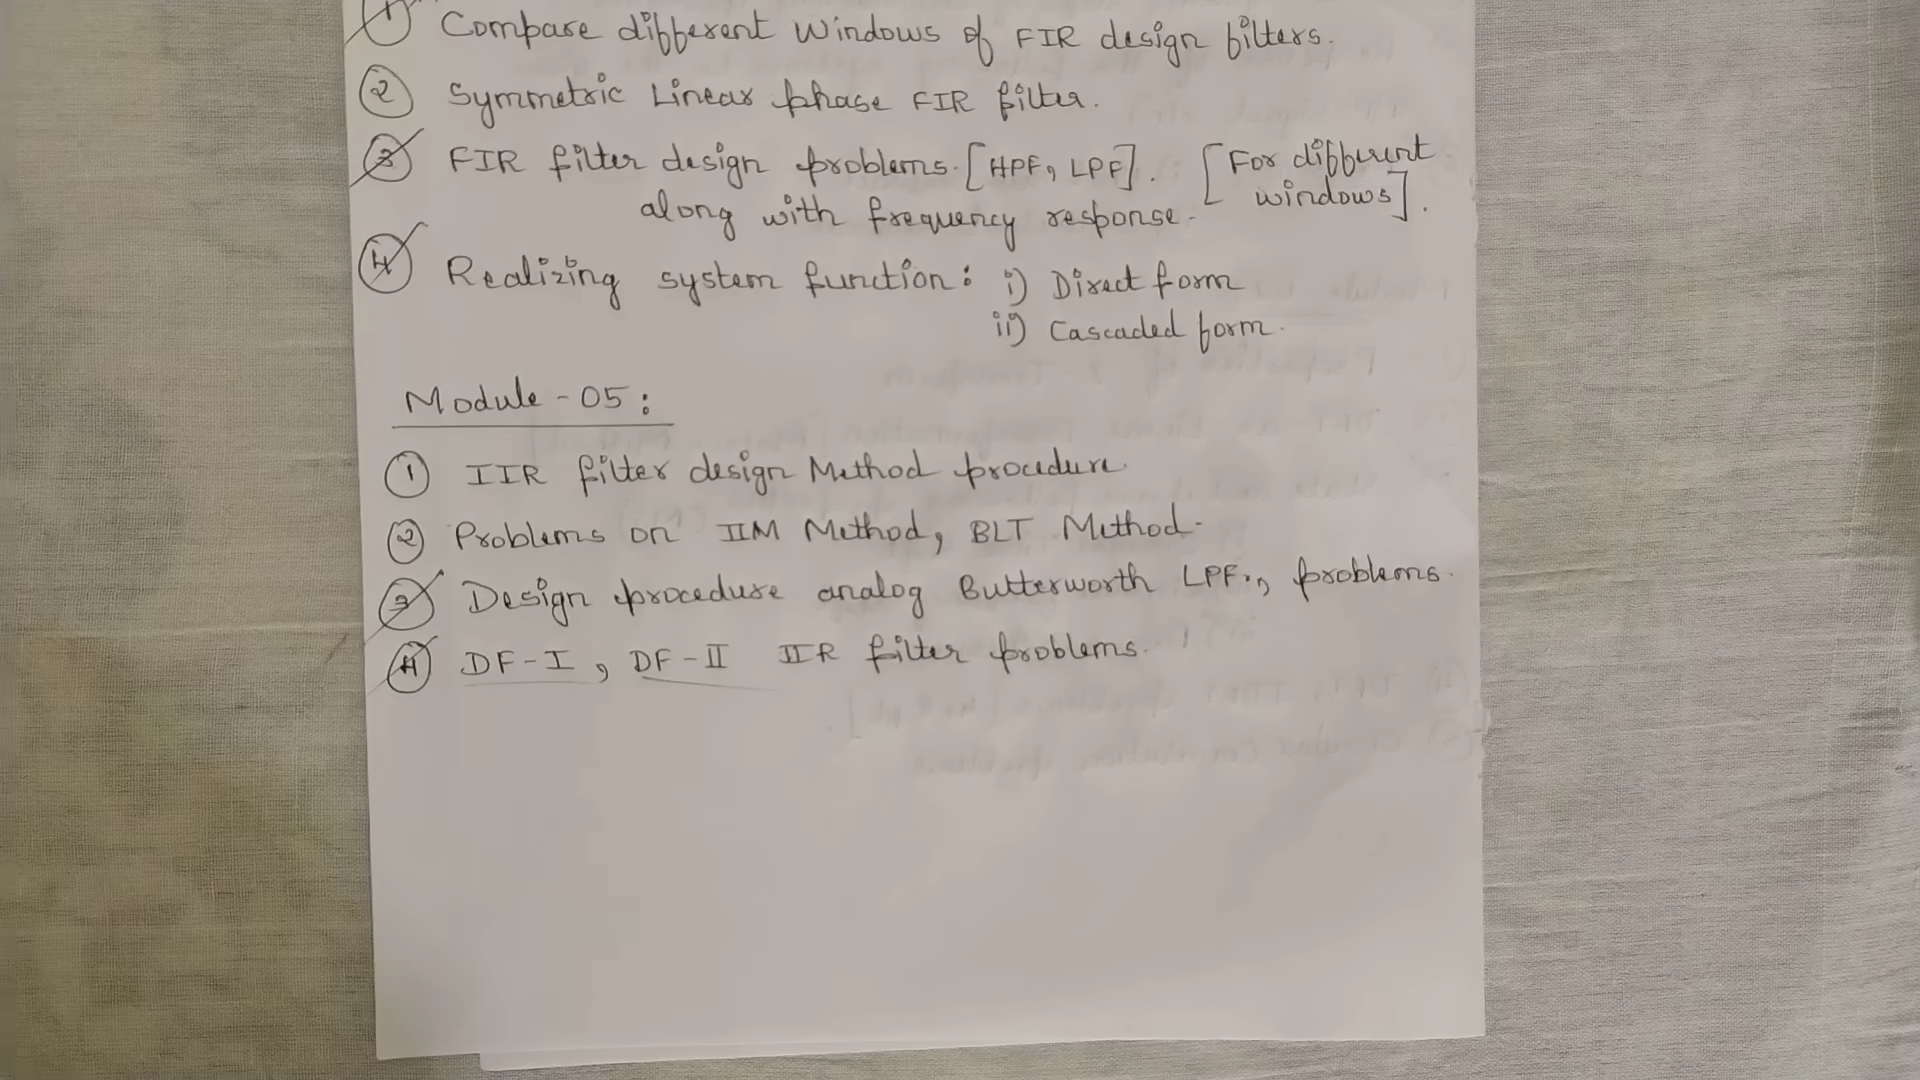 ① Compare different Windows of FIR design filters.
② Symmetric Linear phase FIR filter.
③ FIR filter design problems. [HPF, LPF]. [For different
along with frequency response. windows].
④ Realizing system function: i) Direct form
ii) Cascaded form.
Module-05:
① IIR filter design Method procedure.
② Problems on IIM Method, BLT Method.
③ Design procedure analog Butterworth LPF., problems.
④ DF-I, DF-II IIR filter problems.